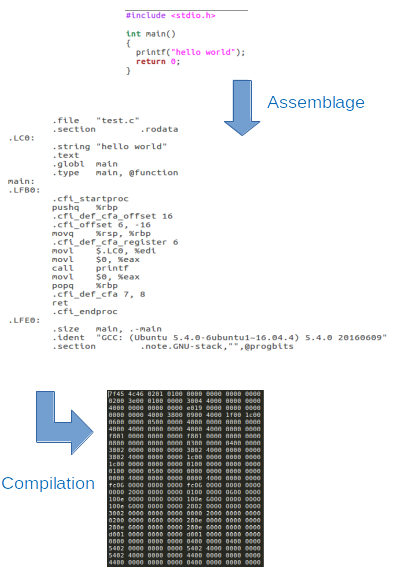 #include <stdio.h>
int main()
{
printf("hello world");
return 0;
}
Assemblage
.file "test.c"
.section .rodata
.LC0:
.string "hello world"
.text
.globl main
.type main, @function
main:
.LFB0:
.cfi_startproc
pushq %rbp
.cfi_def_cfa_offset 16
.cfi_offset 6, -16
movq %rsp, %rbp
.cfi_def_cfa_register 6
movl $.LC0, %edi
movl $0, %eax
call printf
movl $0, %eax
popq %rbp
.cfi_def_cfa 7, 8
ret
.cfi_endproc
.LFE0:
.size main, .-main
.ident "GCC: (Ubuntu 5.4.0-6ubuntu1~16.04.4) 5.4.0 20160609"
.section .note.GNU-stack,"",@progbits
Compilation
7f45 4c46 0201 0100 0000 0000 0000 0000
0200 3e00 0100 0000 3004 4000 0000 0000
4000 0000 0000 0000 e019 0000 0000 0000
0000 0000 4000 3800 0900 4000 1f00 1c00
0600 0000 0500 0000 4000 0000 0000 0000
4000 4000 0000 0000 4000 4000 0000 0000
f801 0000 0000 0000 f801 0000 0000 0000
0800 0000 0000 0000 0300 0000 0400 0000
3802 0000 0000 0000 3802 4000 0000 0000
3802 4000 0000 0000 1c00 0000 0000 0000
1c00 0000 0000 0000 0100 0000 0000 0000
0100 0000 0500 0000 0000 0000 0000 0000
0000 4000 0000 0000 0000 4000 0000 0000
fc06 0000 0000 0000 fc06 0000 0000 0000
0000 2000 0000 0000 0100 0000 0600 0000
100e 0000 0000 0000 100e 6000 0000 0000
100e 6000 0000 0000 0000 0000 0000
0000 0000 0000 0000 2000 0000 0000
0200 0000 0600 0000 280e 0000 0000 0000
280e 6000 0000 0000 280e 6000 0000 0000
d001 0000 0000 0000 d001 0000 0000 0000
0800 0000 0000 0000 0400 0000 0400 0000
5402 0000 0000 0000 5402 4000 0000 0000
5402 4000 0000 0000 4400 0000 0000 0000
4400 0000 0000 0000 0400 0000 0000 0000